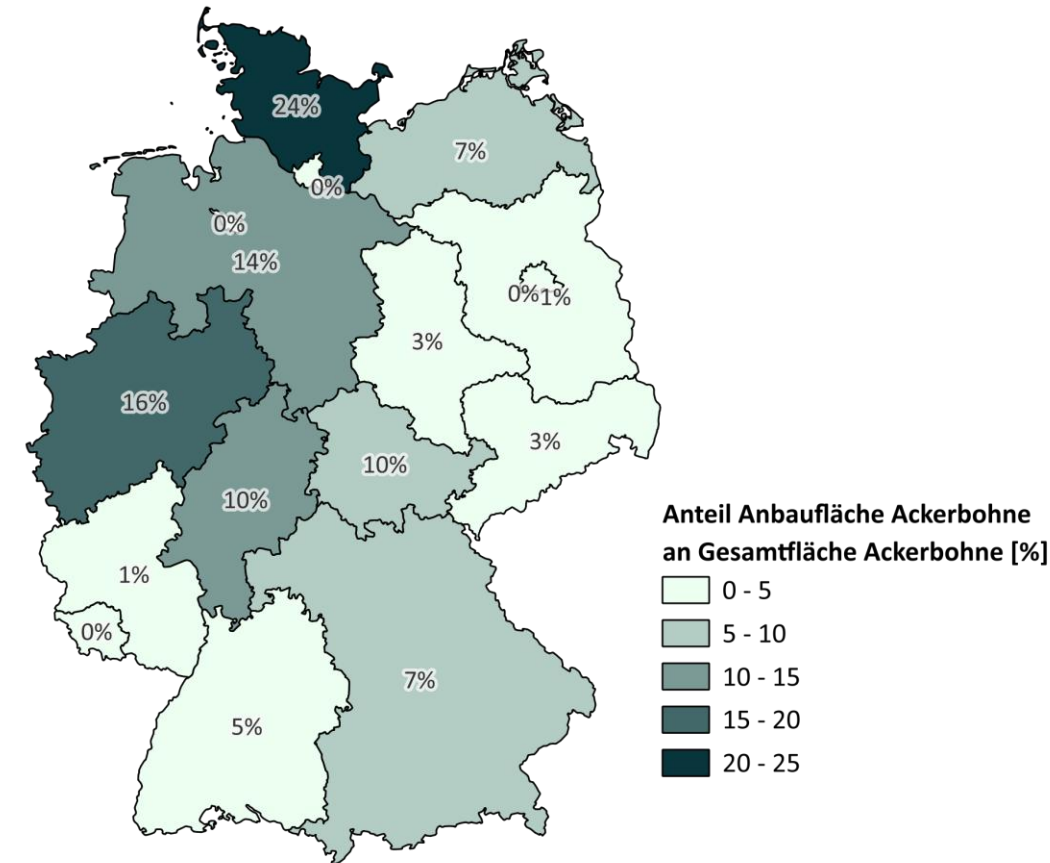 24%
7%
0%
0%
14%
0%
1%
3%
16%
3%
10%
10%
1%
0%
7%
5%
Anteil Anbaufläche Ackerbohne
an Gesamtfläche Ackerbohne [%]
0 - 5
5 - 10
10 - 15
15 - 20
20 - 25